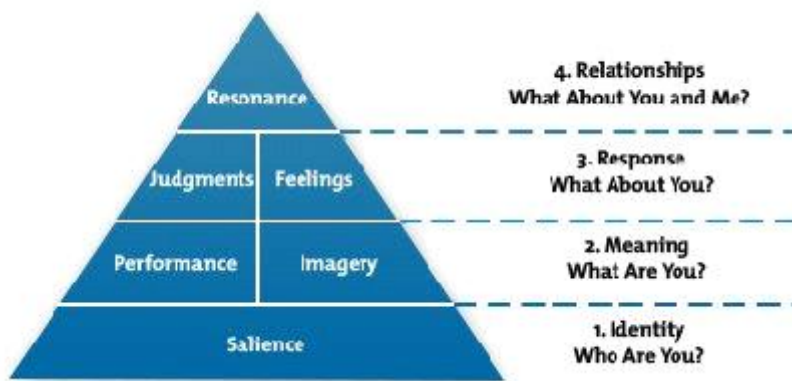 Resonance
4. Relationships
What About You and Me?
Judgments Feelings
3. Response
What About You?
Performance Imagery
2. Meaning
What Are You?
Salience
1. Identity
Who Are You?